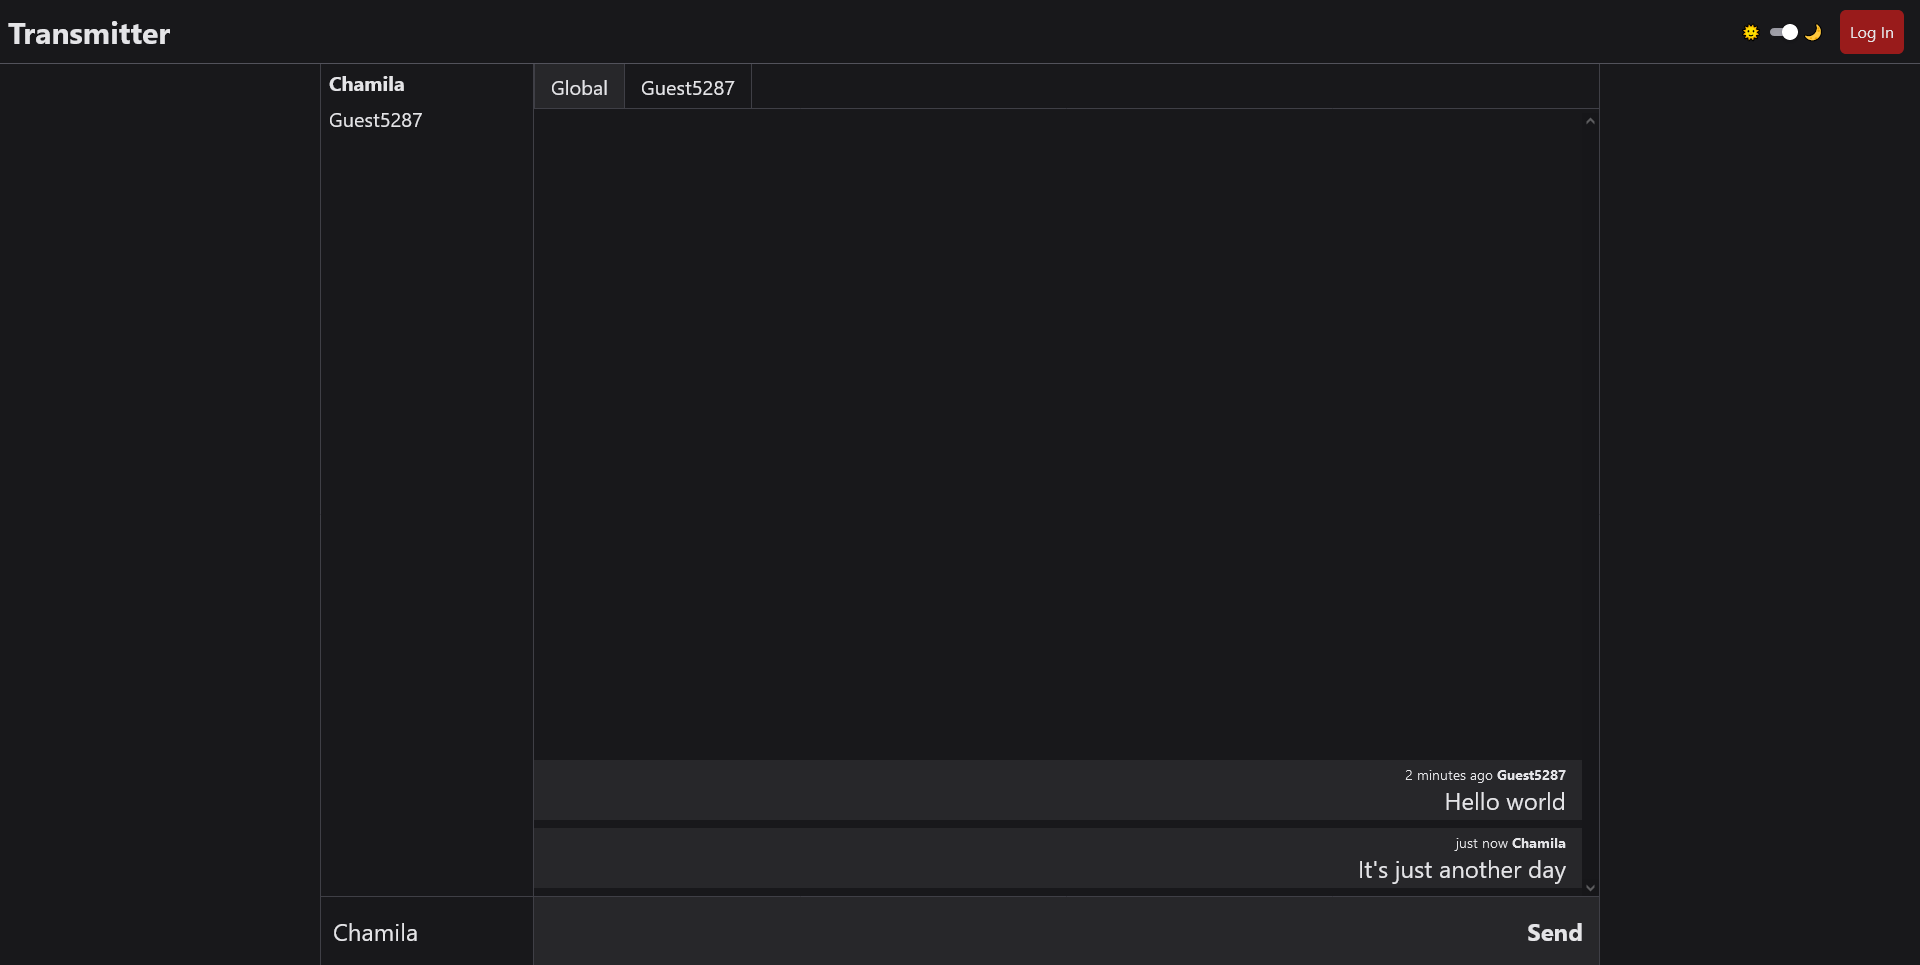 Transmitter
Log In
Chamila
Guest5287
Global
Guest5287
2 minutes ago Guest5287
Hello world
just now Chamila
It's just another day
Chamila
Send